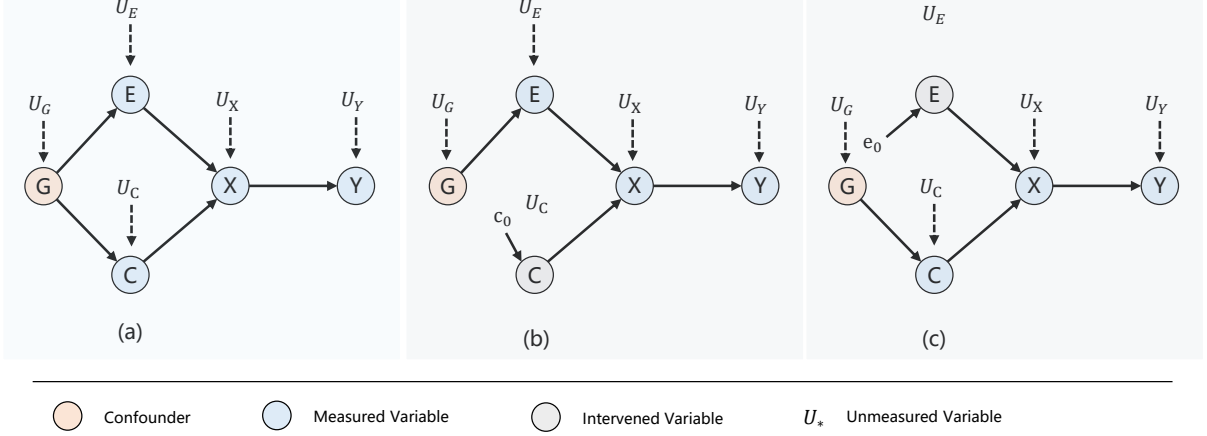 U_E
E
U_G
U_X
U_Y
G
U_C
X
Y
C
(a)
U_E
E
U_G
U_X
U_Y
G
U_C
X
Y
c_0
C
(b)
U_E
E
U_G
U_X
U_Y
e_0
G
U_C
X
Y
C
(c)
Confounder
Measured Variable
Intervened Variable
U_* Unmeasured Variable